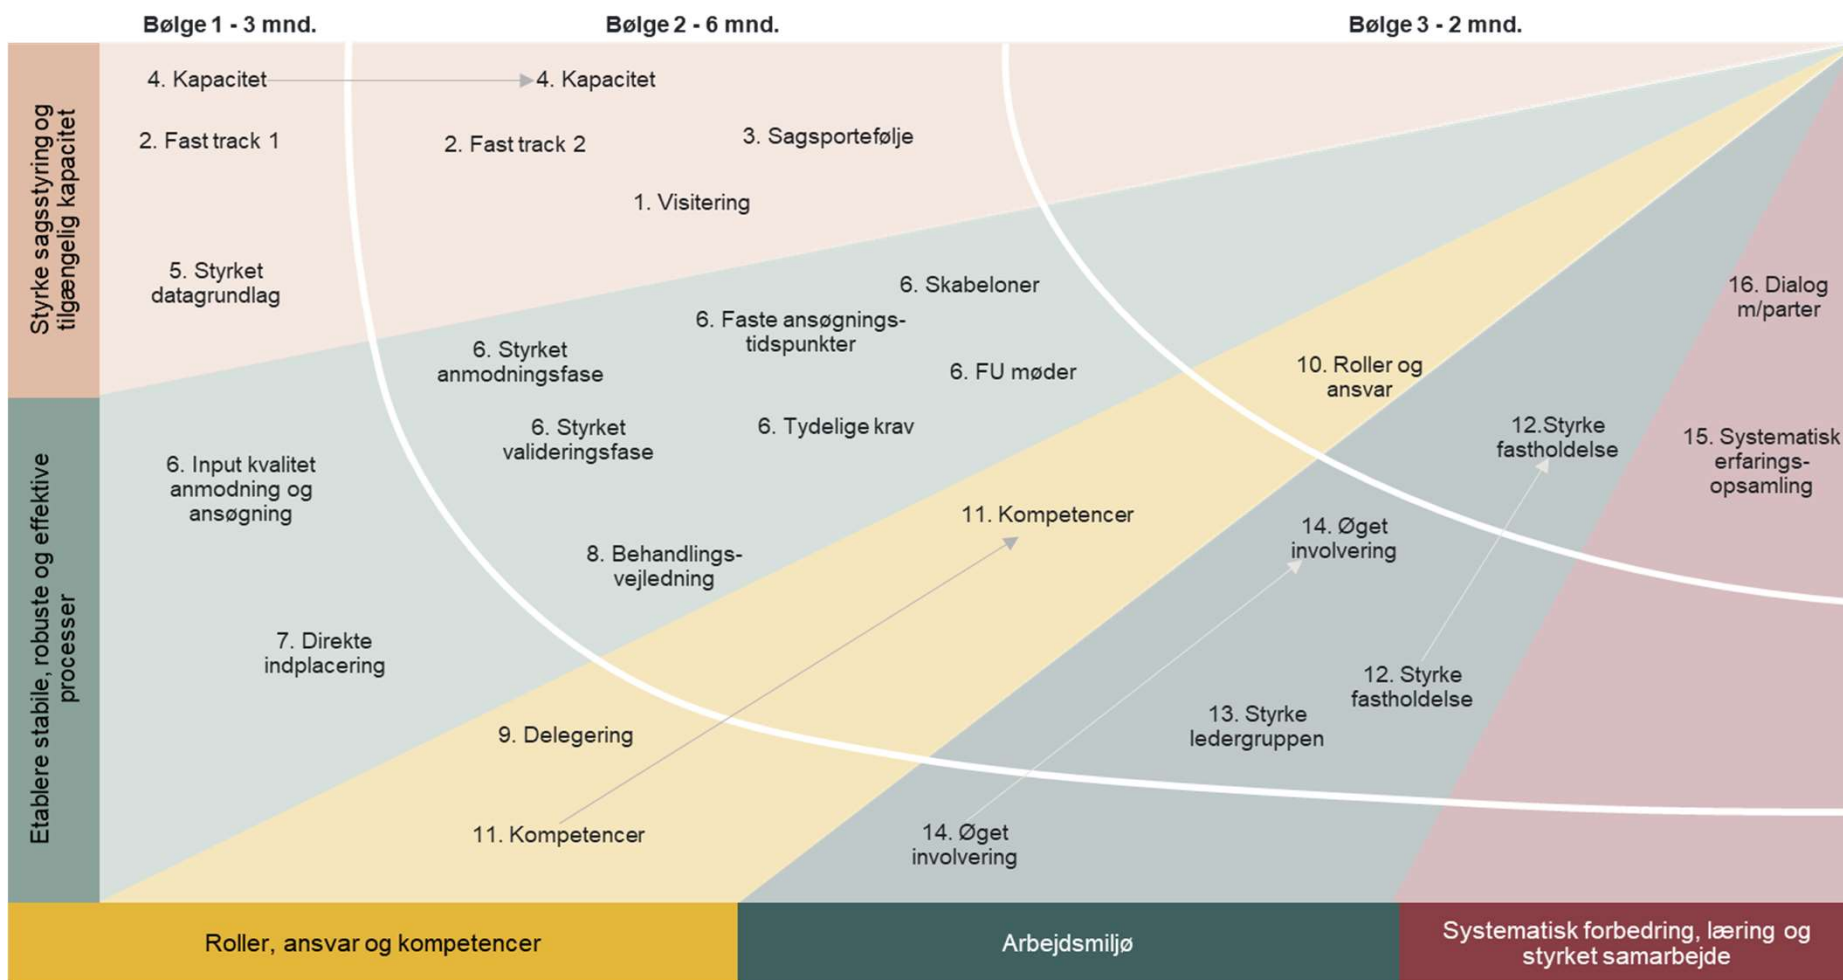 Bølge 1 - 3 mnd.
Bølge 2 - 6 mnd.
Bølge 3 - 2 mnd.
Styrke sagsstyring og
tilgængelig kapacitet
4. Kapacitet
4. Kapacitet
2. Fast track 1
2. Fast track 2
3. Sagsportefølje
1. Visitering
5. Styrket
datagrundlag
Etablere stabile, robuste og effektive
processer
6. Skabeloner
6. Faste ansøgnings-
tidspunkter
6. Styrket
anmodningsfase
6. FU møder
6. Styrket
valideringsfase
6. Tydelige krav
6. Input kvalitet
anmodning og
ansøgning
8. Behandlings-
vejledning
7. Direkte
indplacering
10. Roller og
ansvar
11. Kompetencer
9. Delegering
11. Kompetencer
12.Styrke
fastholdelse
14. Øget
involvering
12. Styrke
fastholdelse
13. Styrke
ledergruppen
14. Øget
involvering
16. Dialog
m/parter
15. Systematisk
erfarings-
opsamling
Roller, ansvar og kompetencer
Arbejdsmiljø
Systematisk forbedring, læring og
styrket samarbejde